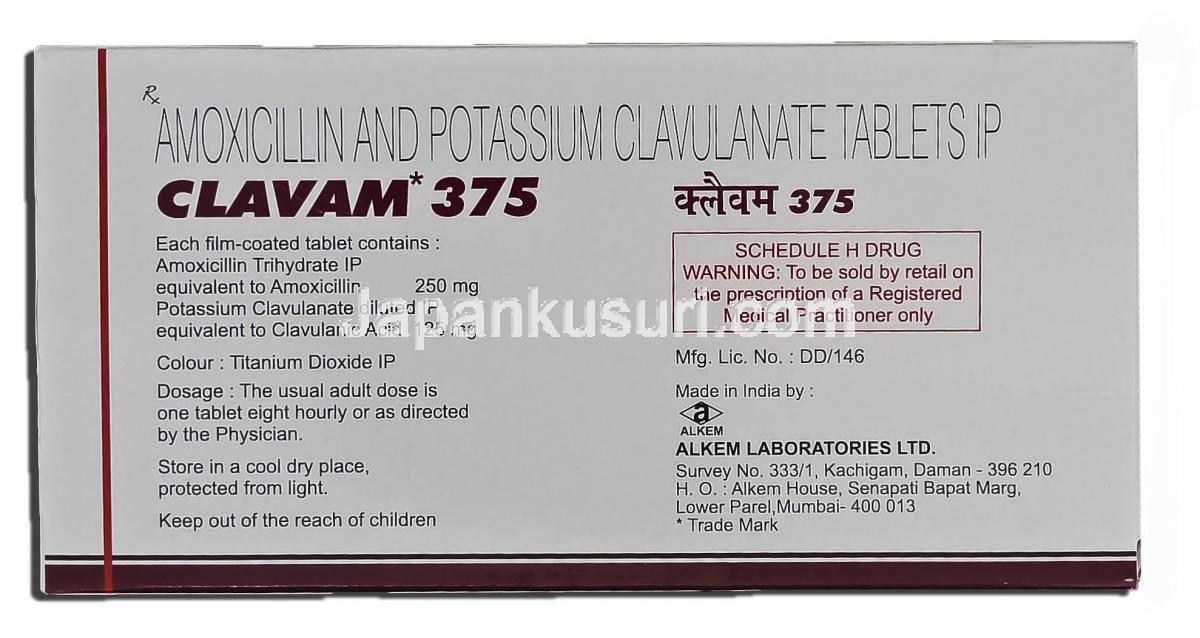 Rx
AMOXICILLIN AND POTASSIUM CLAVULANATE TABLETS IP
CLAVAM* 375
क्लैवम 375
Each film-coated tablet contains :
Amoxicillin Trihydrate IP
equivalent to Amoxicillin 250 mg
Potassium Clavulanate diluted IP
equivalent to Clavulanic Acid 125 mg
Colour : Titanium Dioxide IP
Dosage : The usual adult dose is
one tablet eight hourly or as directed
by the Physician.
Store in a cool dry place,
protected from light.
Keep out of the reach of children
SCHEDULE H DRUG
WARNING: To be sold by retail on
the prescription of a Registered
Medical Practitioner only
Mfg. Lic. No. : DD/146
Made in India by :
a
ALKEM
ALKEM LABORATORIES LTD.
Survey No. 333/1, Kachigam, Daman - 396 210
H. O. : Alkem House, Senapati Bapat Marg,
Lower Parel,Mumbai- 400 013
* Trade Mark
Japankusuri.com